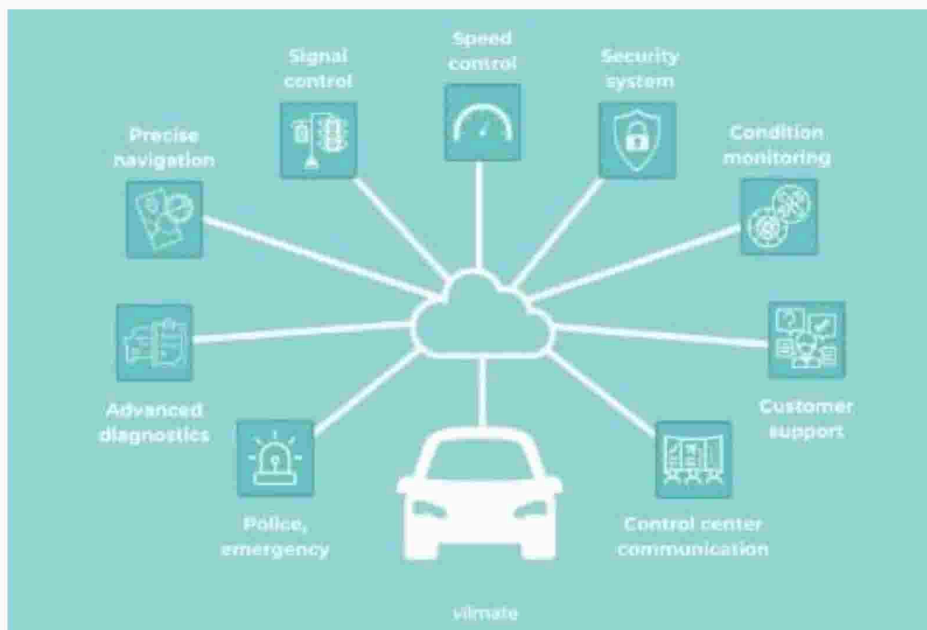 Speed
control
Signal
control
Security
system
Precise
navigation
Condition
monitoring
Advanced
diagnostics
Customer
support
Police,
emergency
Control center
communication
vilmate